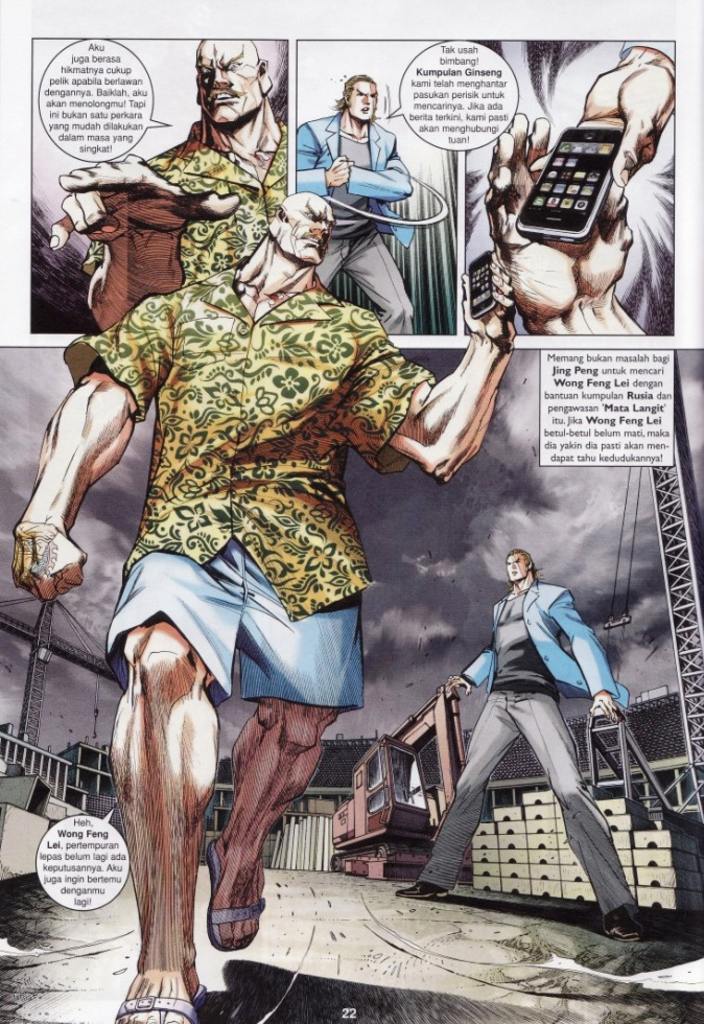 Aku
juga berasa
hikmatnya cukup
pelik apabila berlawan
dengannya. Baiklah, aku
akan menolongmu! Tapi
ini bukan satu perkara
yang mudah dilakukan
dalam masa yang
singkat!
Tak usah
bimbang!
Kumpulan Ginseng
kami telah menghantar
pasukan perisik untuk
mencarinya. Jika ada
berita terkini, kami pasti
akan menghubungi
tuan!
Memang bukan masalah bagi
Jing Peng untuk mencari
Wong Feng Lei dengan
bantuan kumpulan Rusia dan
pengawasan 'Mata Langit'
itu. Jika Wong Feng Lei
betul-betul belum mati, maka
dia yakin dia pasti akan men-
dapat tahu kedudukannya!
Heh,
Wong Feng
Lei, pertempuran
lepas belum lagi ada
keputusannya. Aku
juga ingin bertemu
denganmu
lagi!
22